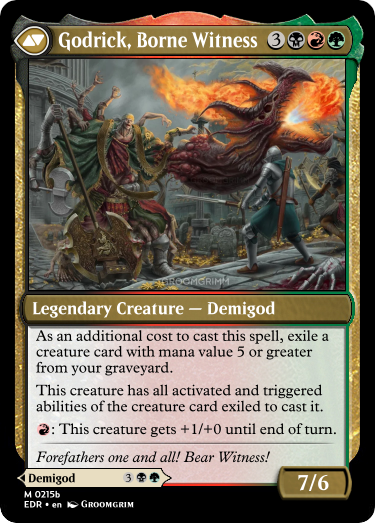 Godrick, Borne Witness 3
GROOMGRIM
Legendary Creature — Demigod
As an additional cost to cast this spell, exile a
creature card with mana value 5 or greater
from your graveyard.
This creature has all activated and triggered
abilities of the creature card exiled to cast it.
: This creature gets +1/+0 until end of turn.
Forefathers one and all! Bear Witness!
Demigod 3
7/6
M 0215b
EDR • en GROOMGRIM